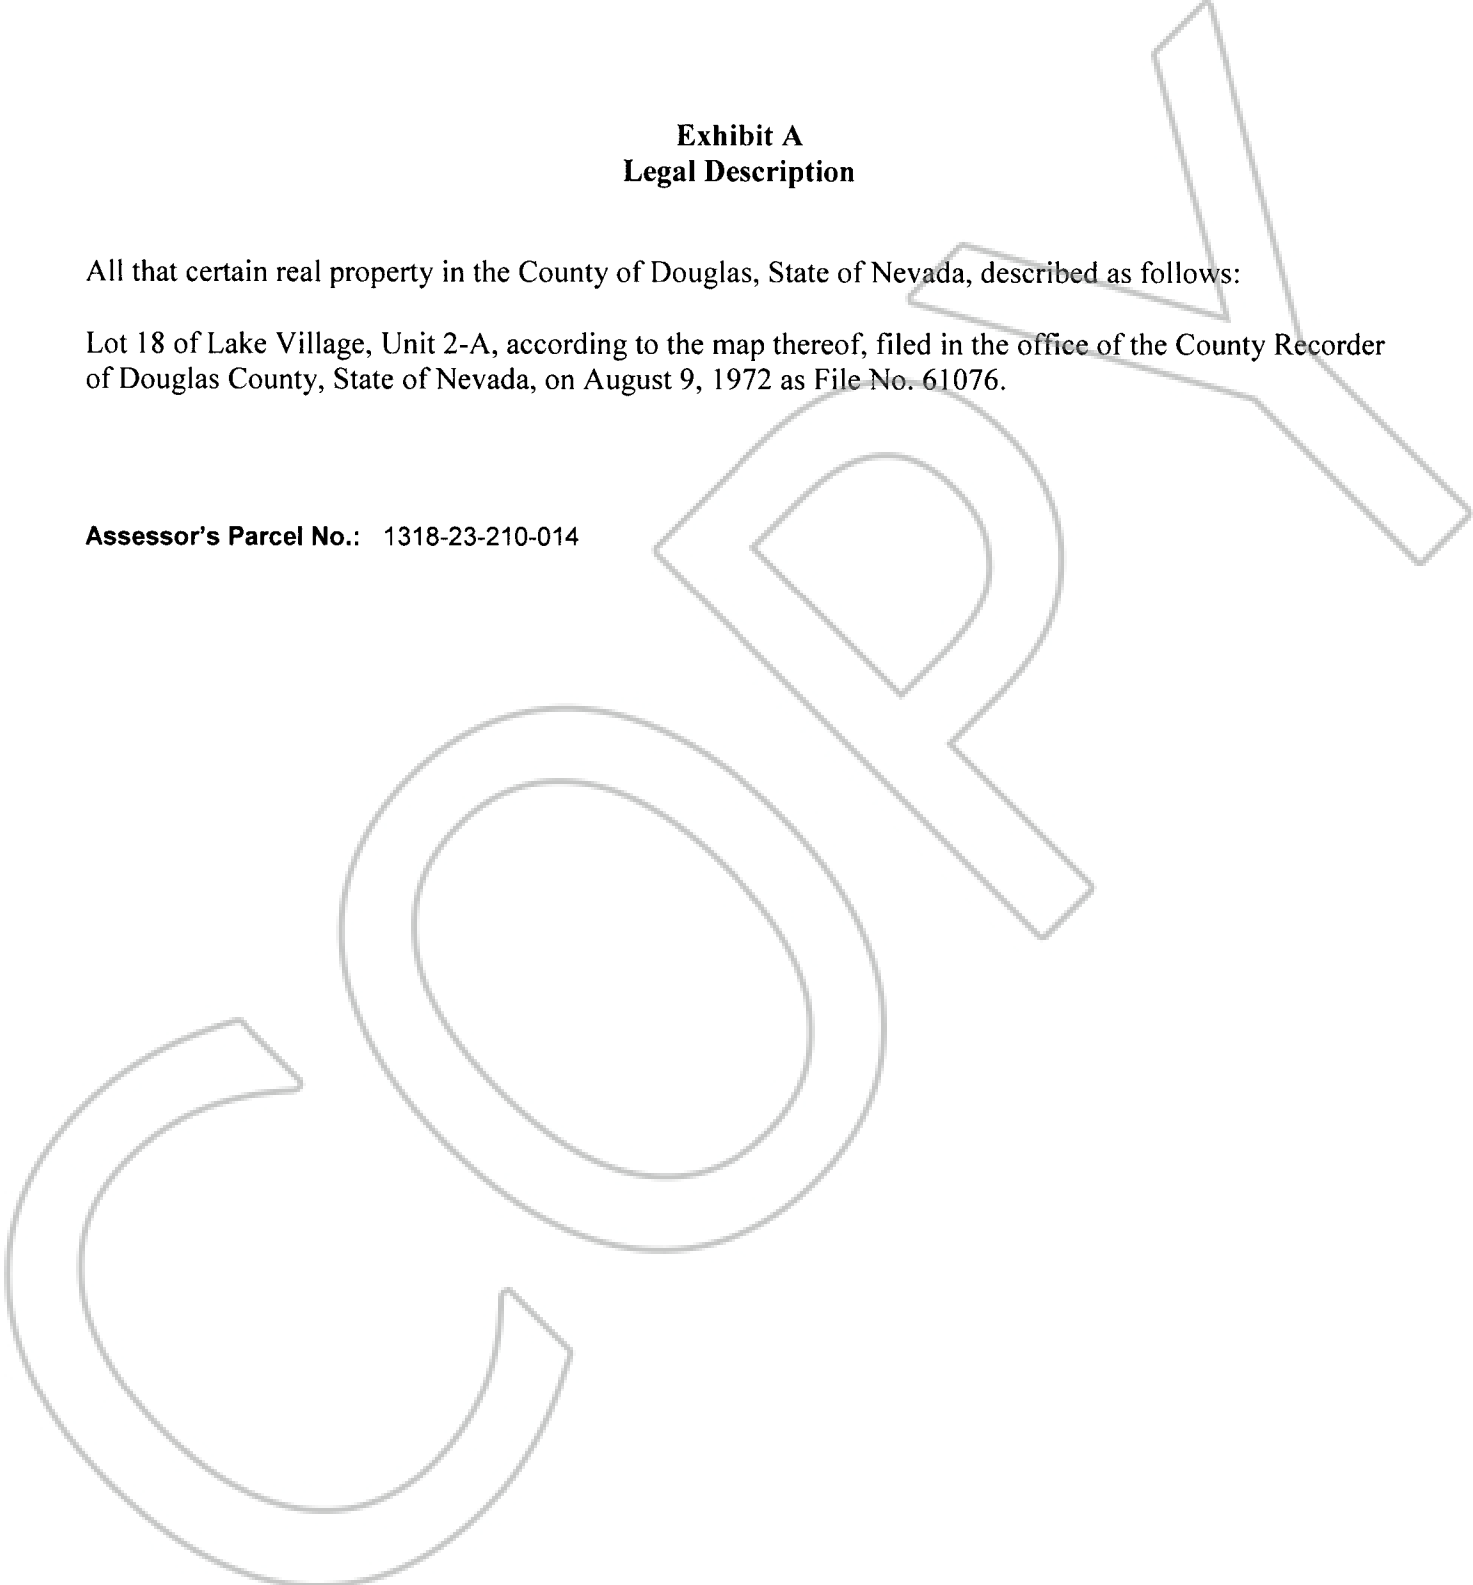 Exhibit A
Legal Description
All that certain real property in the County of Douglas, State of Nevada, described as follows:
Lot 18 of Lake Village, Unit 2-A, according to the map thereof, filed in the office of the County Recorder
of Douglas County, State of Nevada, on August 9, 1972 as File No. 61076.
Assessor's Parcel No.: 1318-23-210-014
COPY